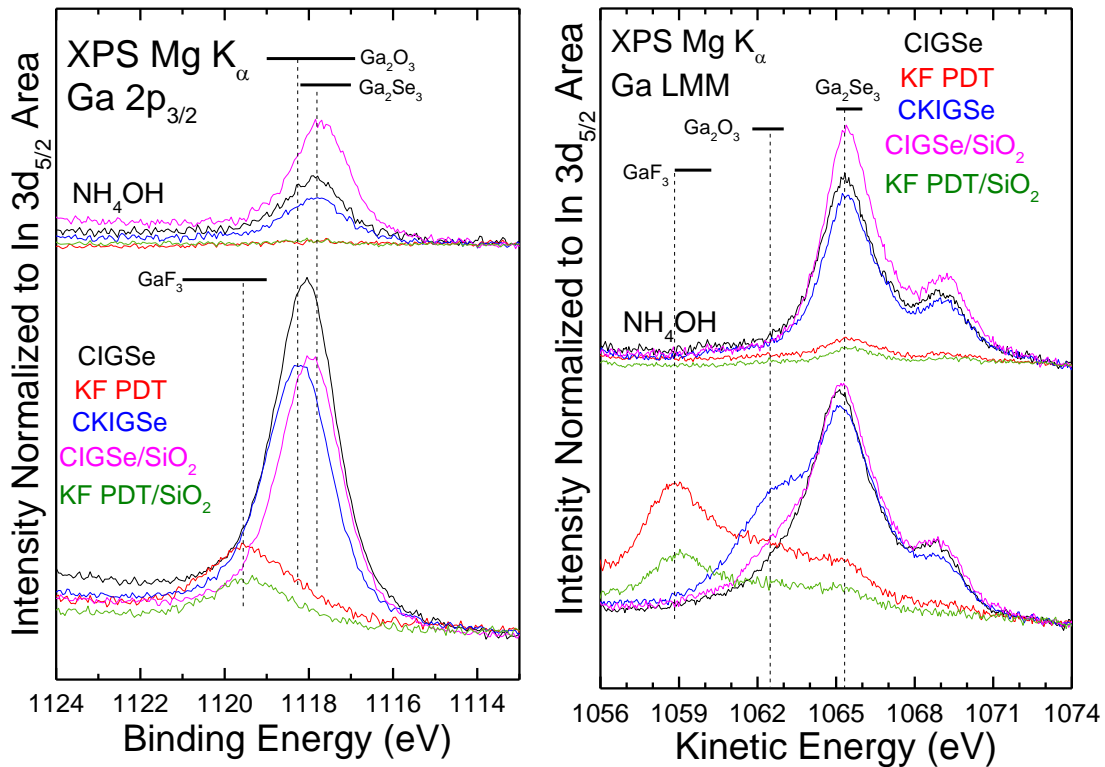 XPS Mg Kα
Ga 2p3/2
Ga2O3
Ga2Se3
NH4OH
GaF3
CIGSe
KF PDT
CKIGSe
CIGSe/SiO2
KF PDT/SiO2
Intensity Normalized to In 3d5/2 Area
1124 1122 1120 1118 1116 1114
Binding Energy (eV)
XPS Mg Kα
Ga LMM
CIGSe
KF PDT
CKIGSe
CIGSe/SiO2
KF PDT/SiO2
Ga2Se3
Ga2O3
GaF3
NH4OH
Intensity Normalized to In 3d5/2 Area
1056 1059 1062 1065 1068 1071 1074
Kinetic Energy (eV)